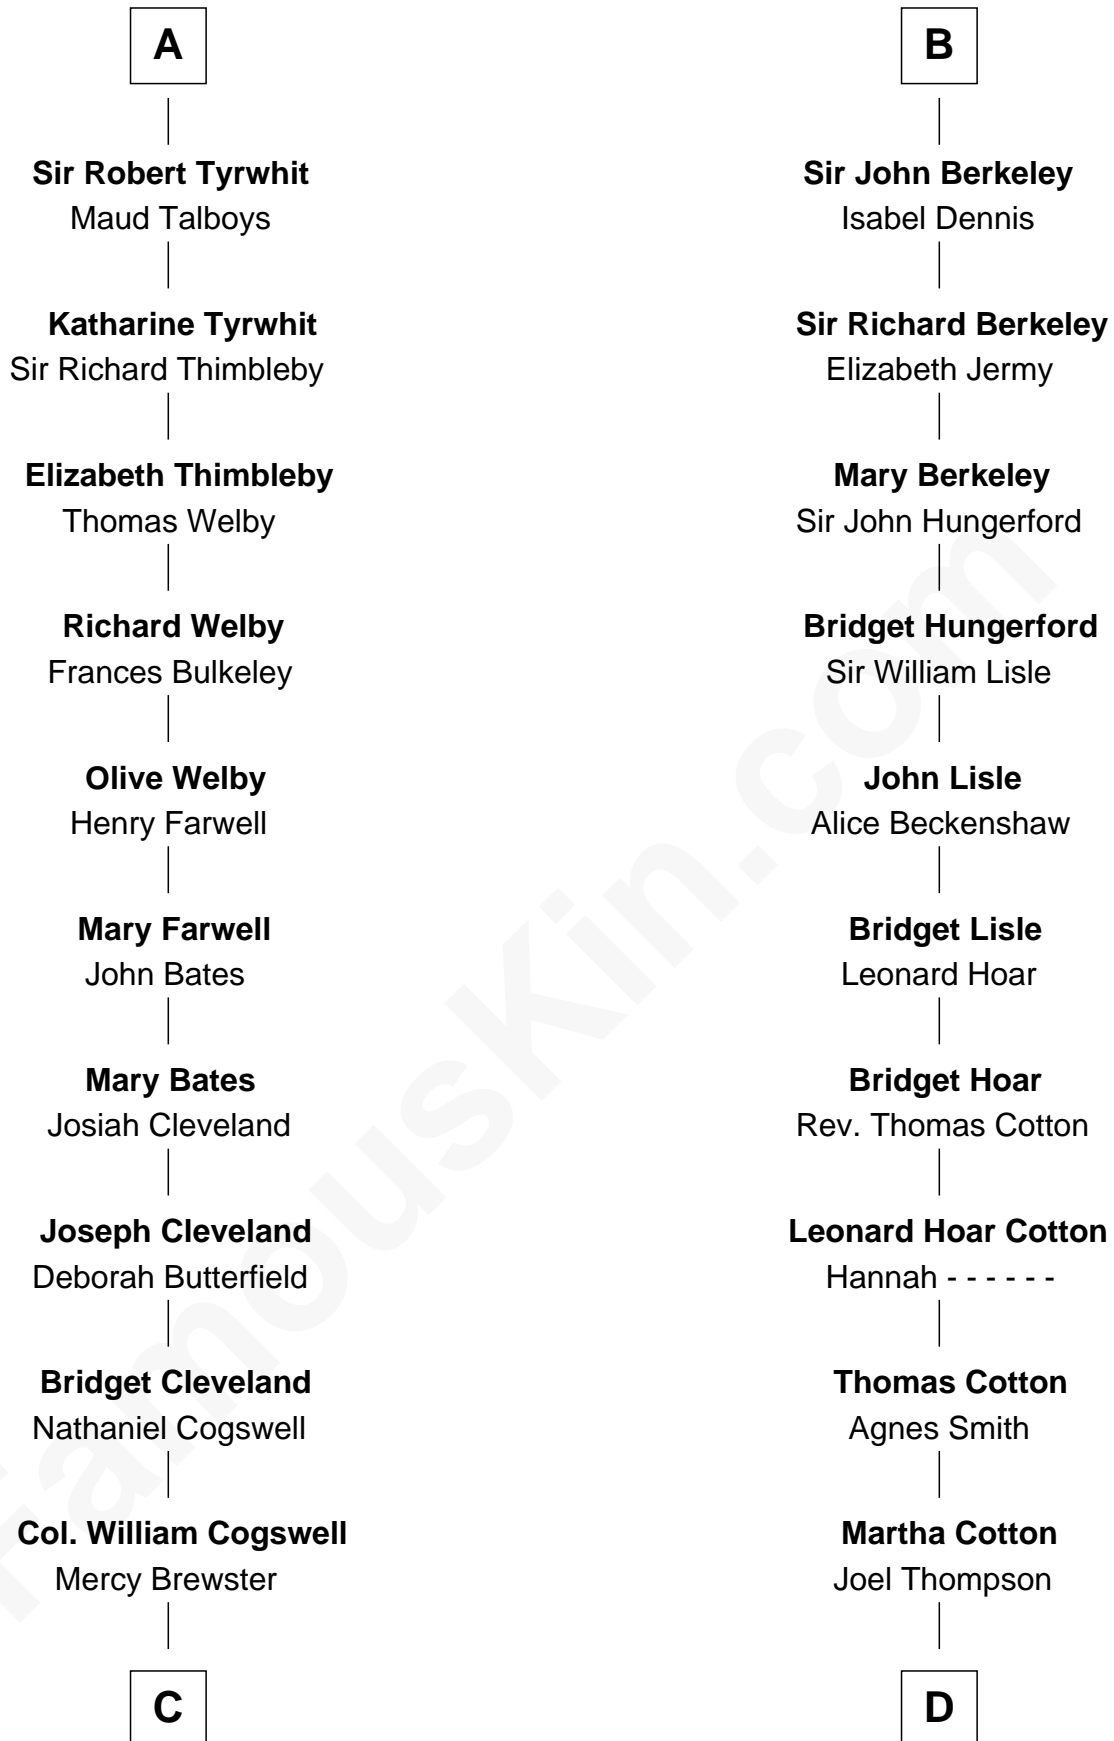 A
Sir Robert Tyrwhit
Maud Talboys
Katharine Tyrwhit
Sir Richard Thimbleby
Elizabeth Thimbleby
Thomas Welby
Richard Welby
Frances Bulkeley
Olive Welby
Henry Farwell
Mary Farwell
John Bates
Mary Bates
Josiah Cleveland
Joseph Cleveland
Deborah Butterfield
Bridget Cleveland
Nathaniel Cogswell
Col. William Cogswell
Mercy Brewster
C
B
Sir John Berkeley
Isabel Dennis
Sir Richard Berkeley
Elizabeth Jermy
Mary Berkeley
Sir John Hungerford
Bridget Hungerford
Sir William Lisle
John Lisle
Alice Beckenshaw
Bridget Lisle
Leonard Hoar
Bridget Hoar
Rev. Thomas Cotton
Leonard Hoar Cotton
Hannah - - - - - -
Thomas Cotton
Agnes Smith
Martha Cotton
Joel Thompson
D
FamousKin.com